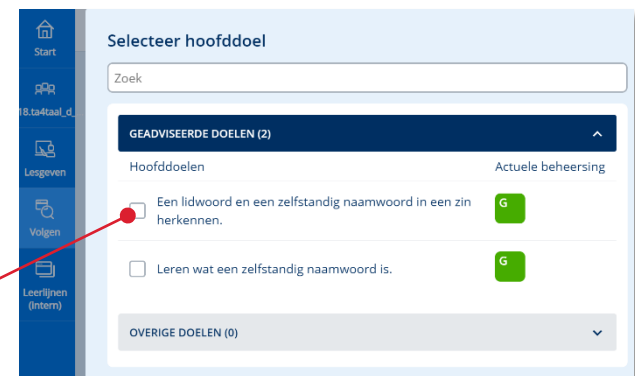 Start
18.ta4taal_d_
Lesgeven
Volgen
Leerlijnen
(Intern)
Selecteer hoofddoel
Zoek
GEADVISEERDE DOELEN (2)
Hoofddoelen Actuele beheersing
Een lidwoord en een zelfstandig naamwoord in een zin G
herkennen.
Leren wat een zelfstandig naamwoord is. G
OVERIGE DOELEN (0)